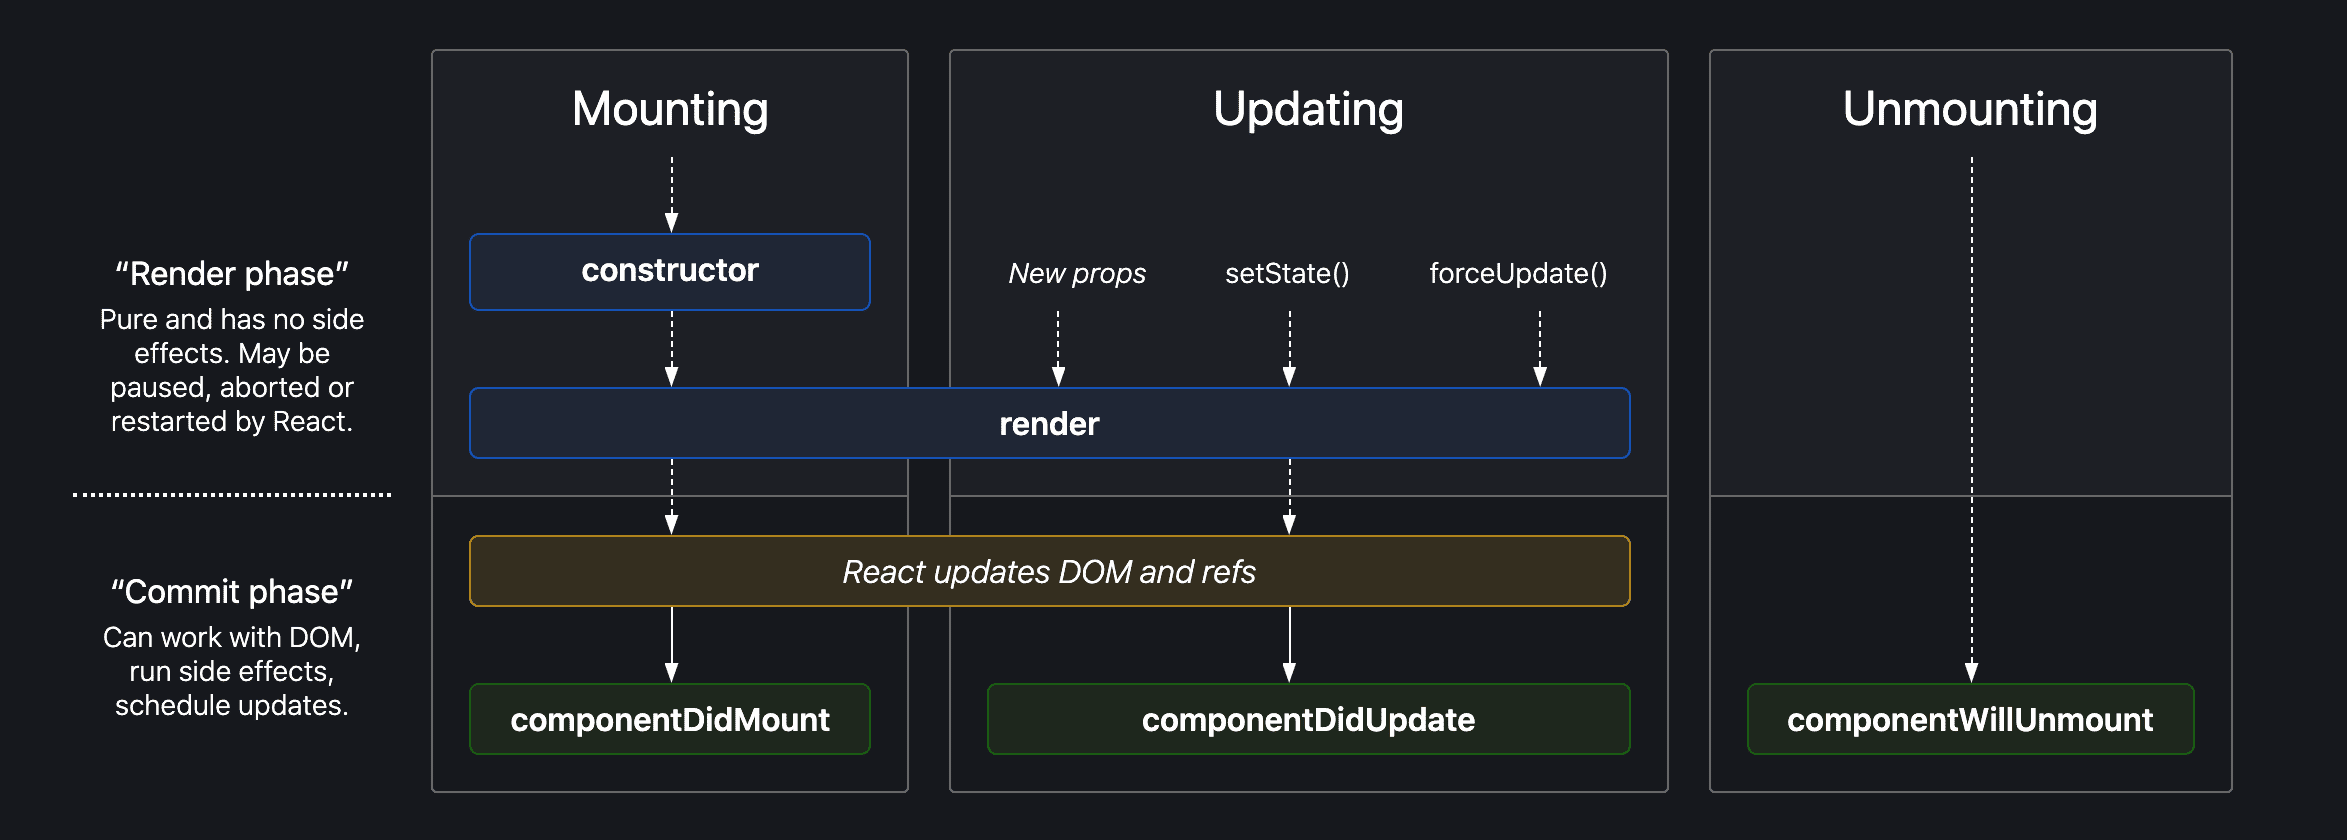 Mounting
Updating
Unmounting
“Render phase”
Pure and has no side
effects. May be
paused, aborted or
restarted by React.
constructor
New props
setState()
forceUpdate()
render
“Commit phase”
Can work with DOM,
run side effects,
schedule updates.
React updates DOM and refs
componentDidMount
componentDidUpdate
componentWillUnmount